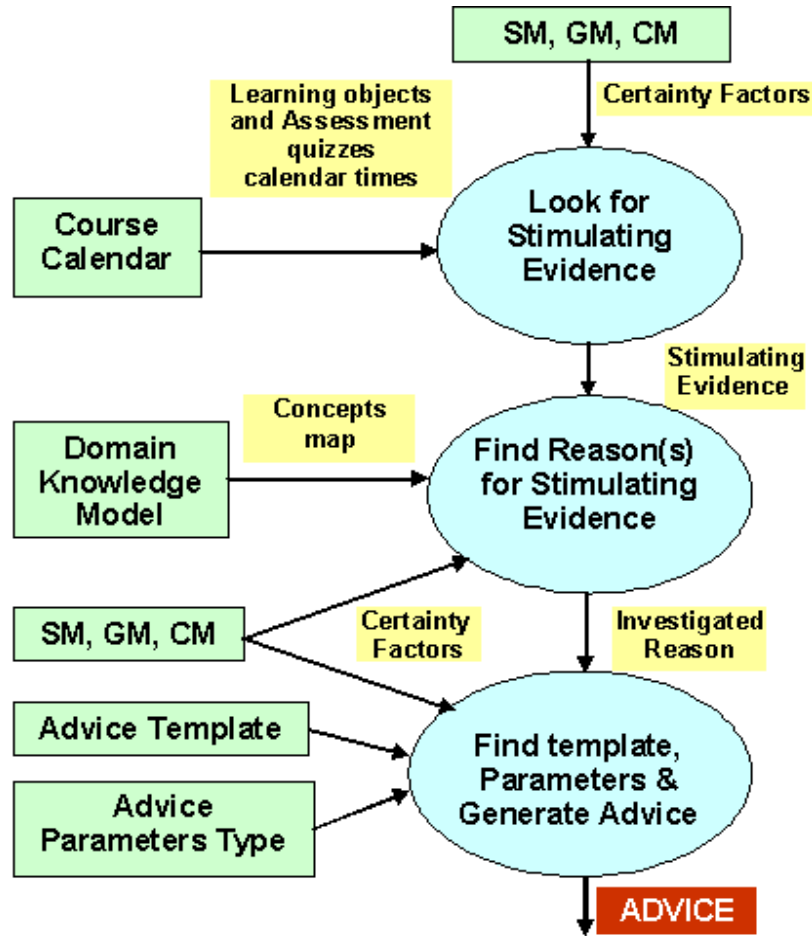 SM, GM, CM
Certainty Factors
Learning objects
and Assessment
quizzes
calendar times
Course
Calendar
Look for
Stimulating
Evidence
Stimulating
Evidence
Concepts
map
Domain
Knowledge
Model
Find Reason(s)
for Stimulating
Evidence
SM, GM, CM
Certainty
Factors
Investigated
Reason
Advice Template
Advice
Parameters Type
Find template,
Parameters &
Generate Advice
ADVICE